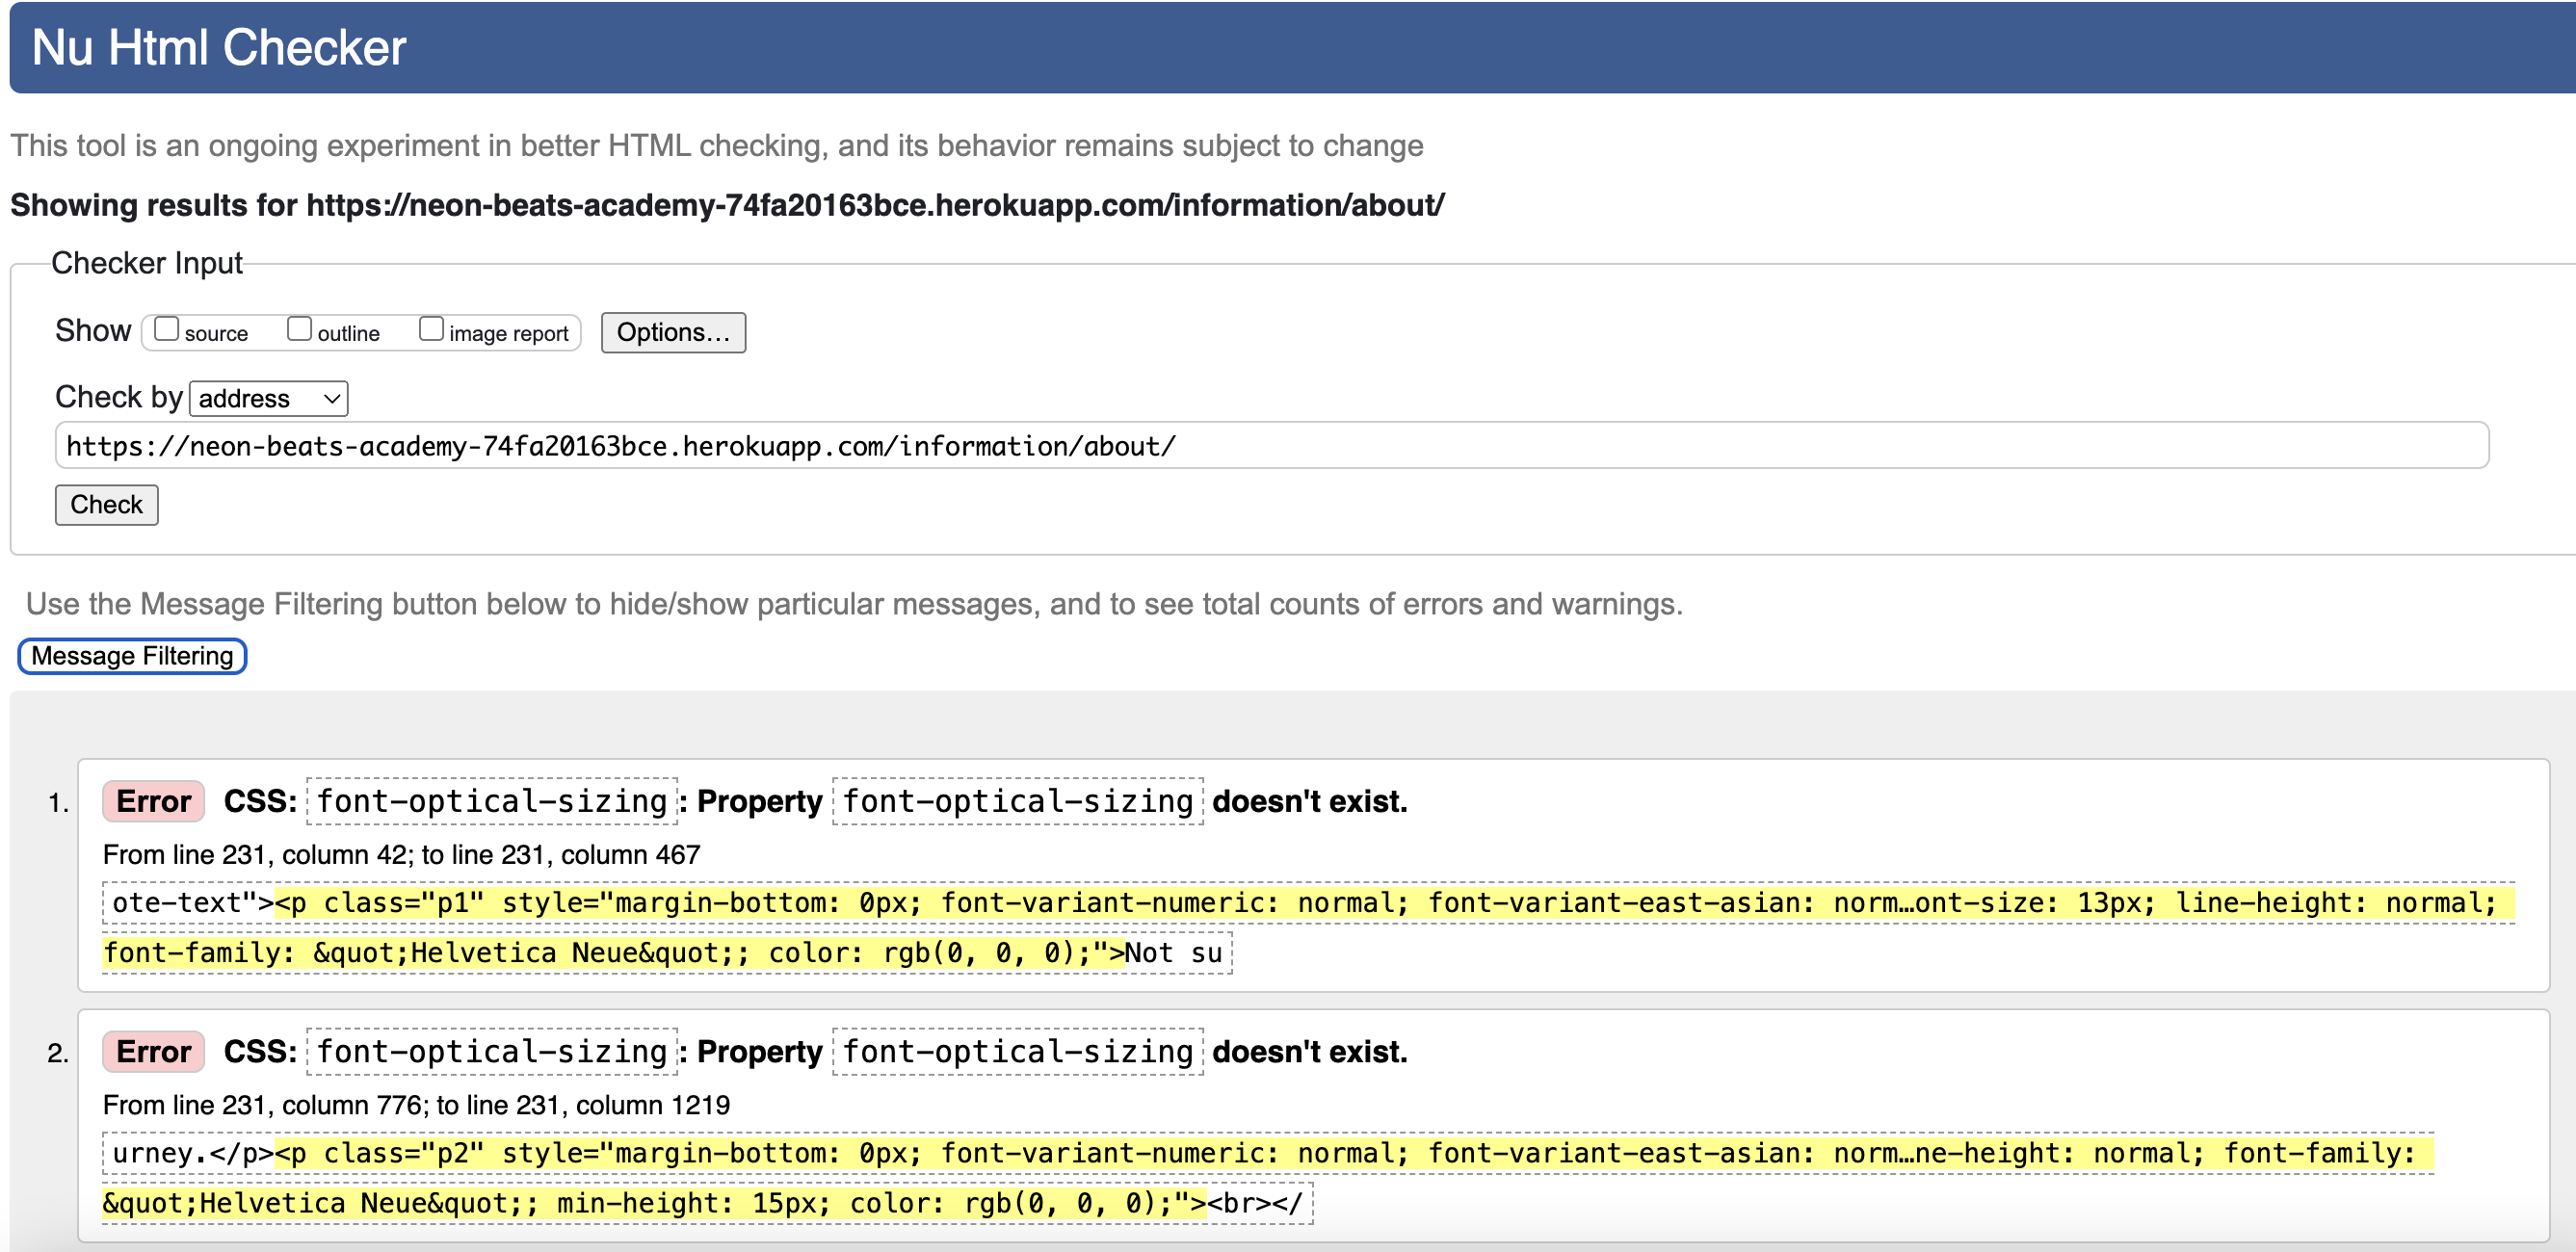 Nu Html Checker
This tool is an ongoing experiment in better HTML checking, and its behavior remains subject to change
Showing results for https://neon-beats-academy-74fa20163bce.herokuapp.com/information/about/
Checker Input
Show source outline image report Options...
Check by address
https://neon-beats-academy-74fa20163bce.herokuapp.com/information/about/
Check
Use the Message Filtering button below to hide/show particular messages, and to see total counts of errors and warnings.
Message Filtering
1. Error CSS: font-optical-sizing: Property font-optical-sizing doesn't exist.
From line 231, column 42; to line 231, column 467
ote-text"><p class="p1" style="margin-bottom: 0px; font-variant-numeric: normal; font-variant-east-asian: norm…ont-size: 13px; line-height: normal;
font-family: &quot;Helvetica Neue&quot;; color: rgb(0, 0, 0);">Not su
2. Error CSS: font-optical-sizing: Property font-optical-sizing doesn't exist.
From line 231, column 776; to line 231, column 1219
urney.</p><p class="p2" style="margin-bottom: 0px; font-variant-numeric: normal; font-variant-east-asian: norm…ne-height: normal; font-family:
&quot;Helvetica Neue&quot;; min-height: 15px; color: rgb(0, 0, 0);"><br></